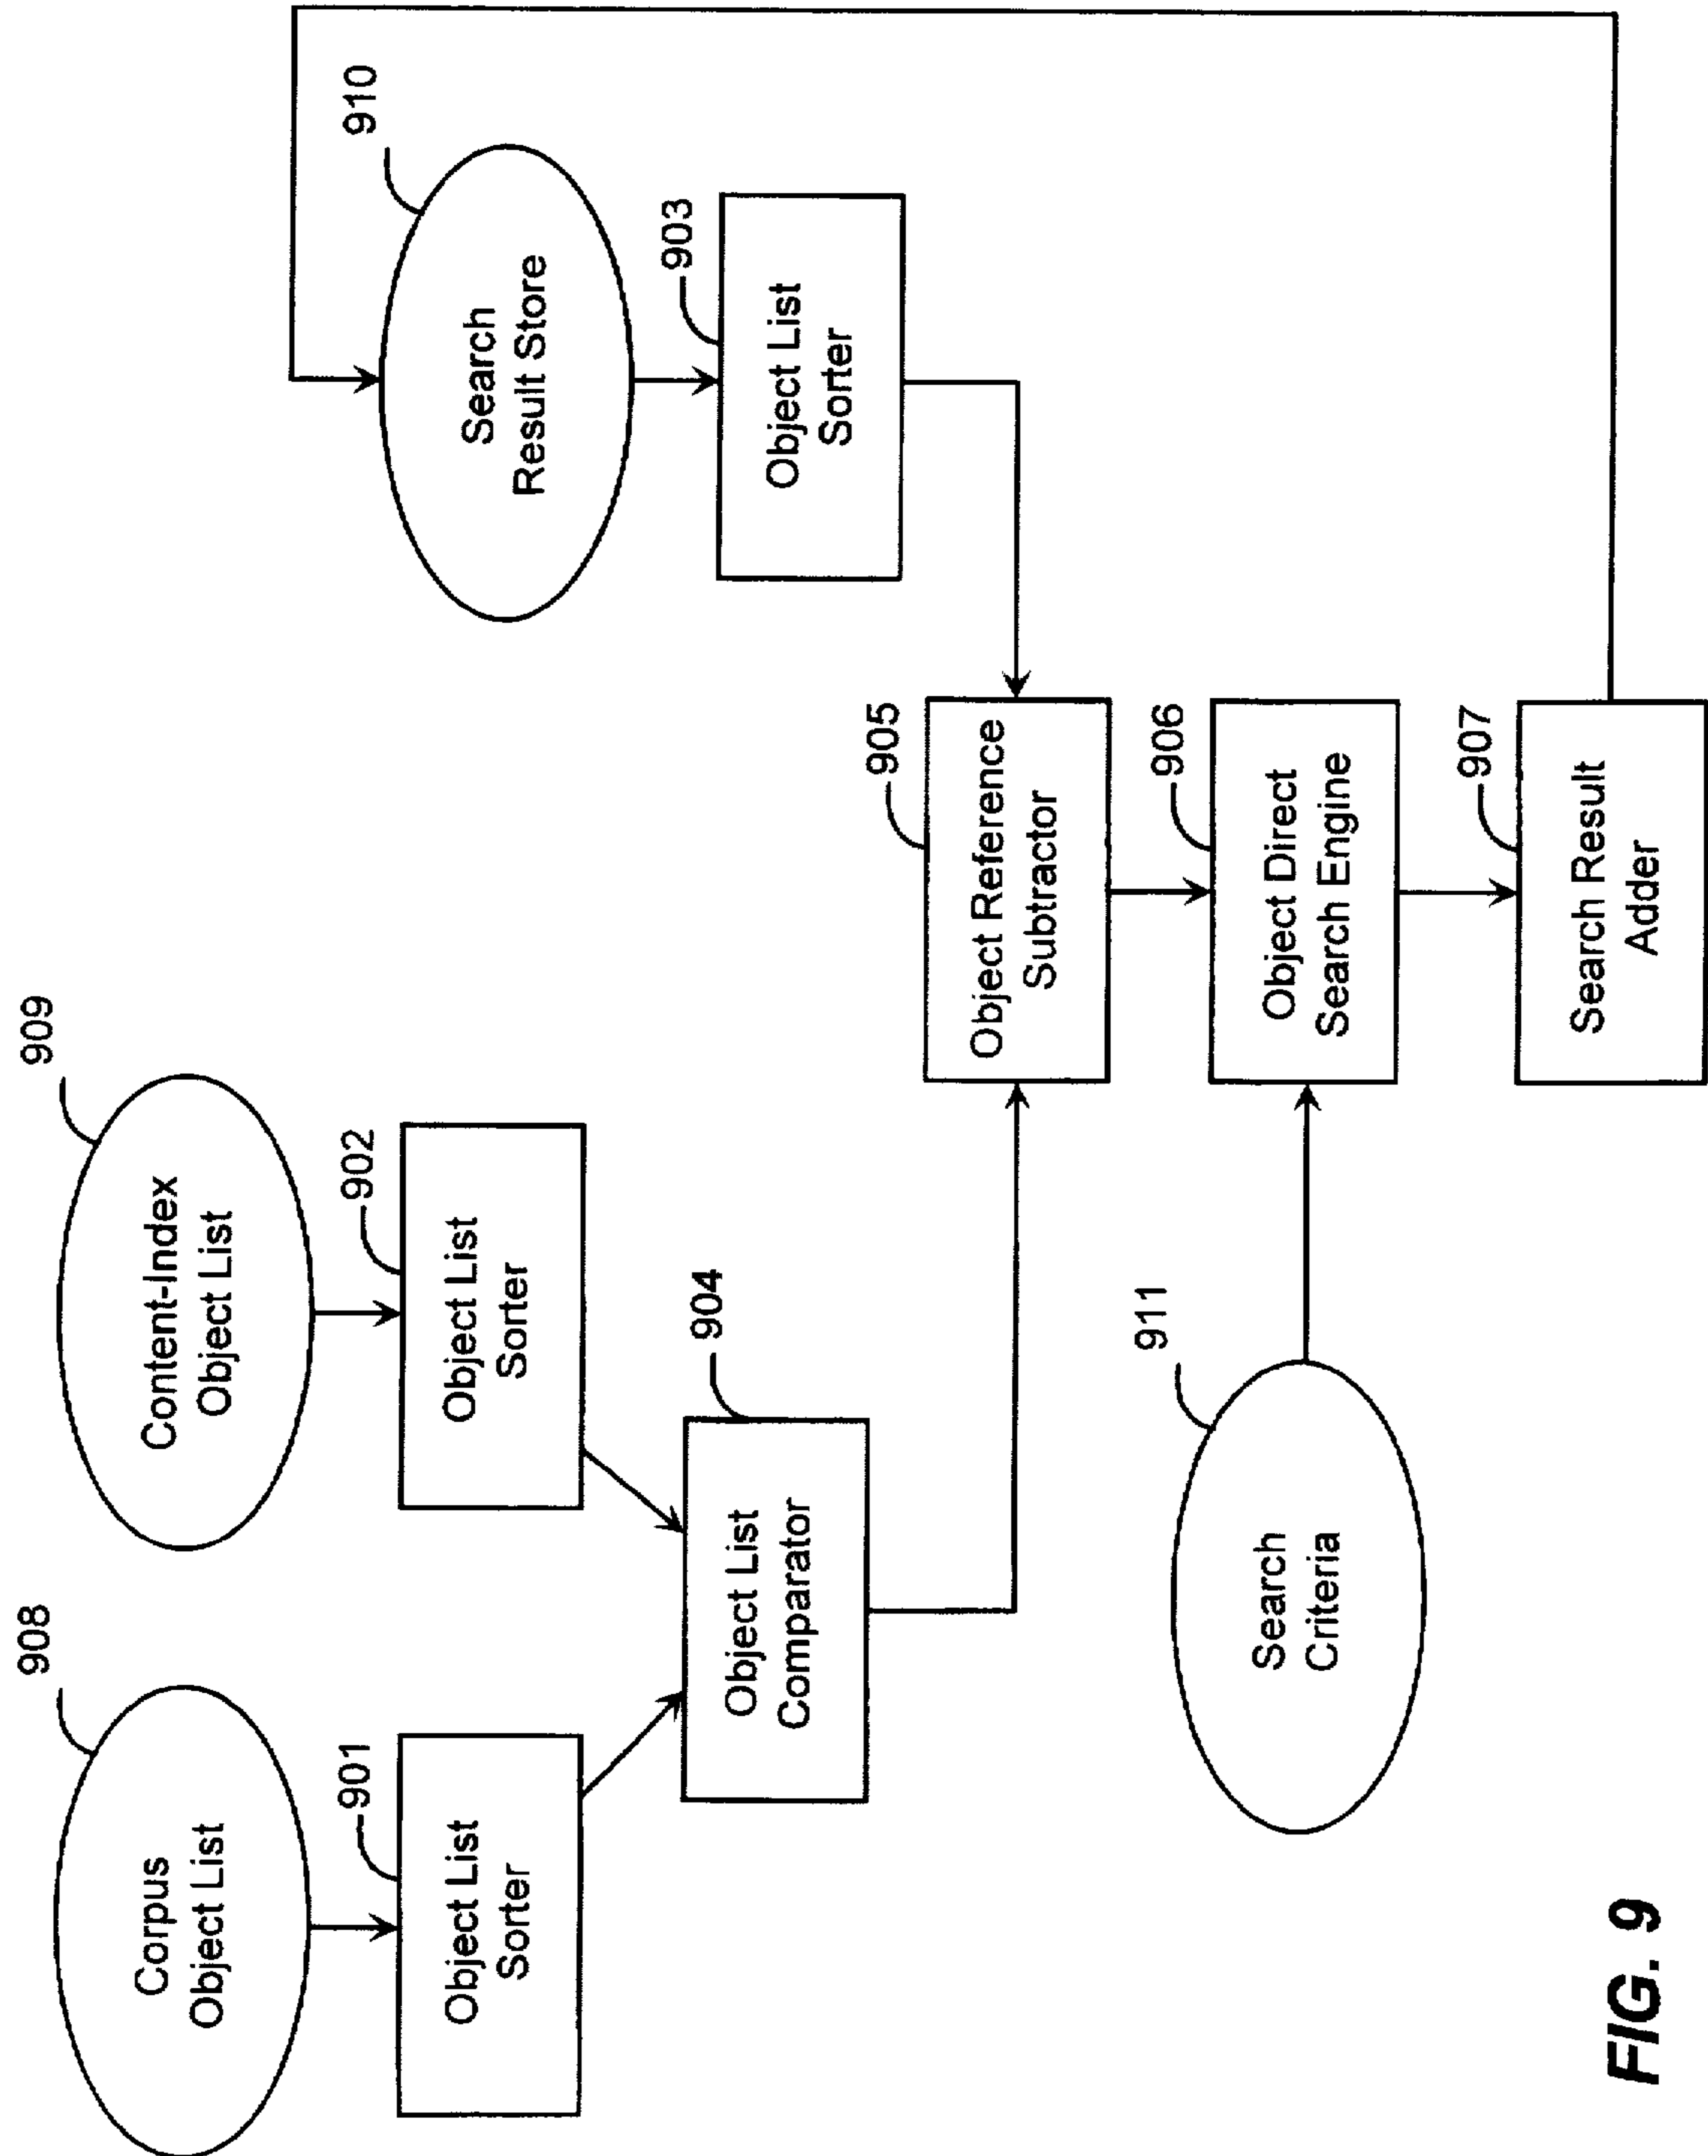 908
Corpus
Object List
909
Content-Index
Object List
910
Search
Result Store
901
Object List
Sorter
902
Object List
Sorter
903
Object List
Sorter
904
Object List
Comparator
905
Object Reference
Subtractor
911
Search
Criteria
906
Object Direct
Search Engine
907
Search Result
Adder
FIG. 9